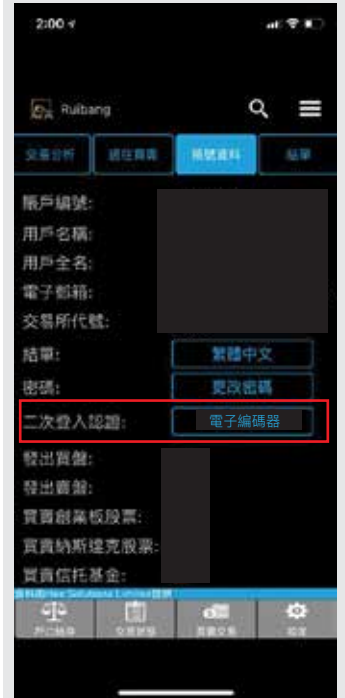 2:00
Ruibang
交易分析
過往買賣
帳號資料
結單
賬戶編號:
用戶名稱:
用戶全名:
電子郵箱:
交易所代號:
結單: 繁體中文
密碼: 更改密碼
二次登入認證: 電子編碼器
發出買盤:
發出賣盤:
買賣創業板股票:
買賣納斯達克股票:
買賣信托基金:
設定